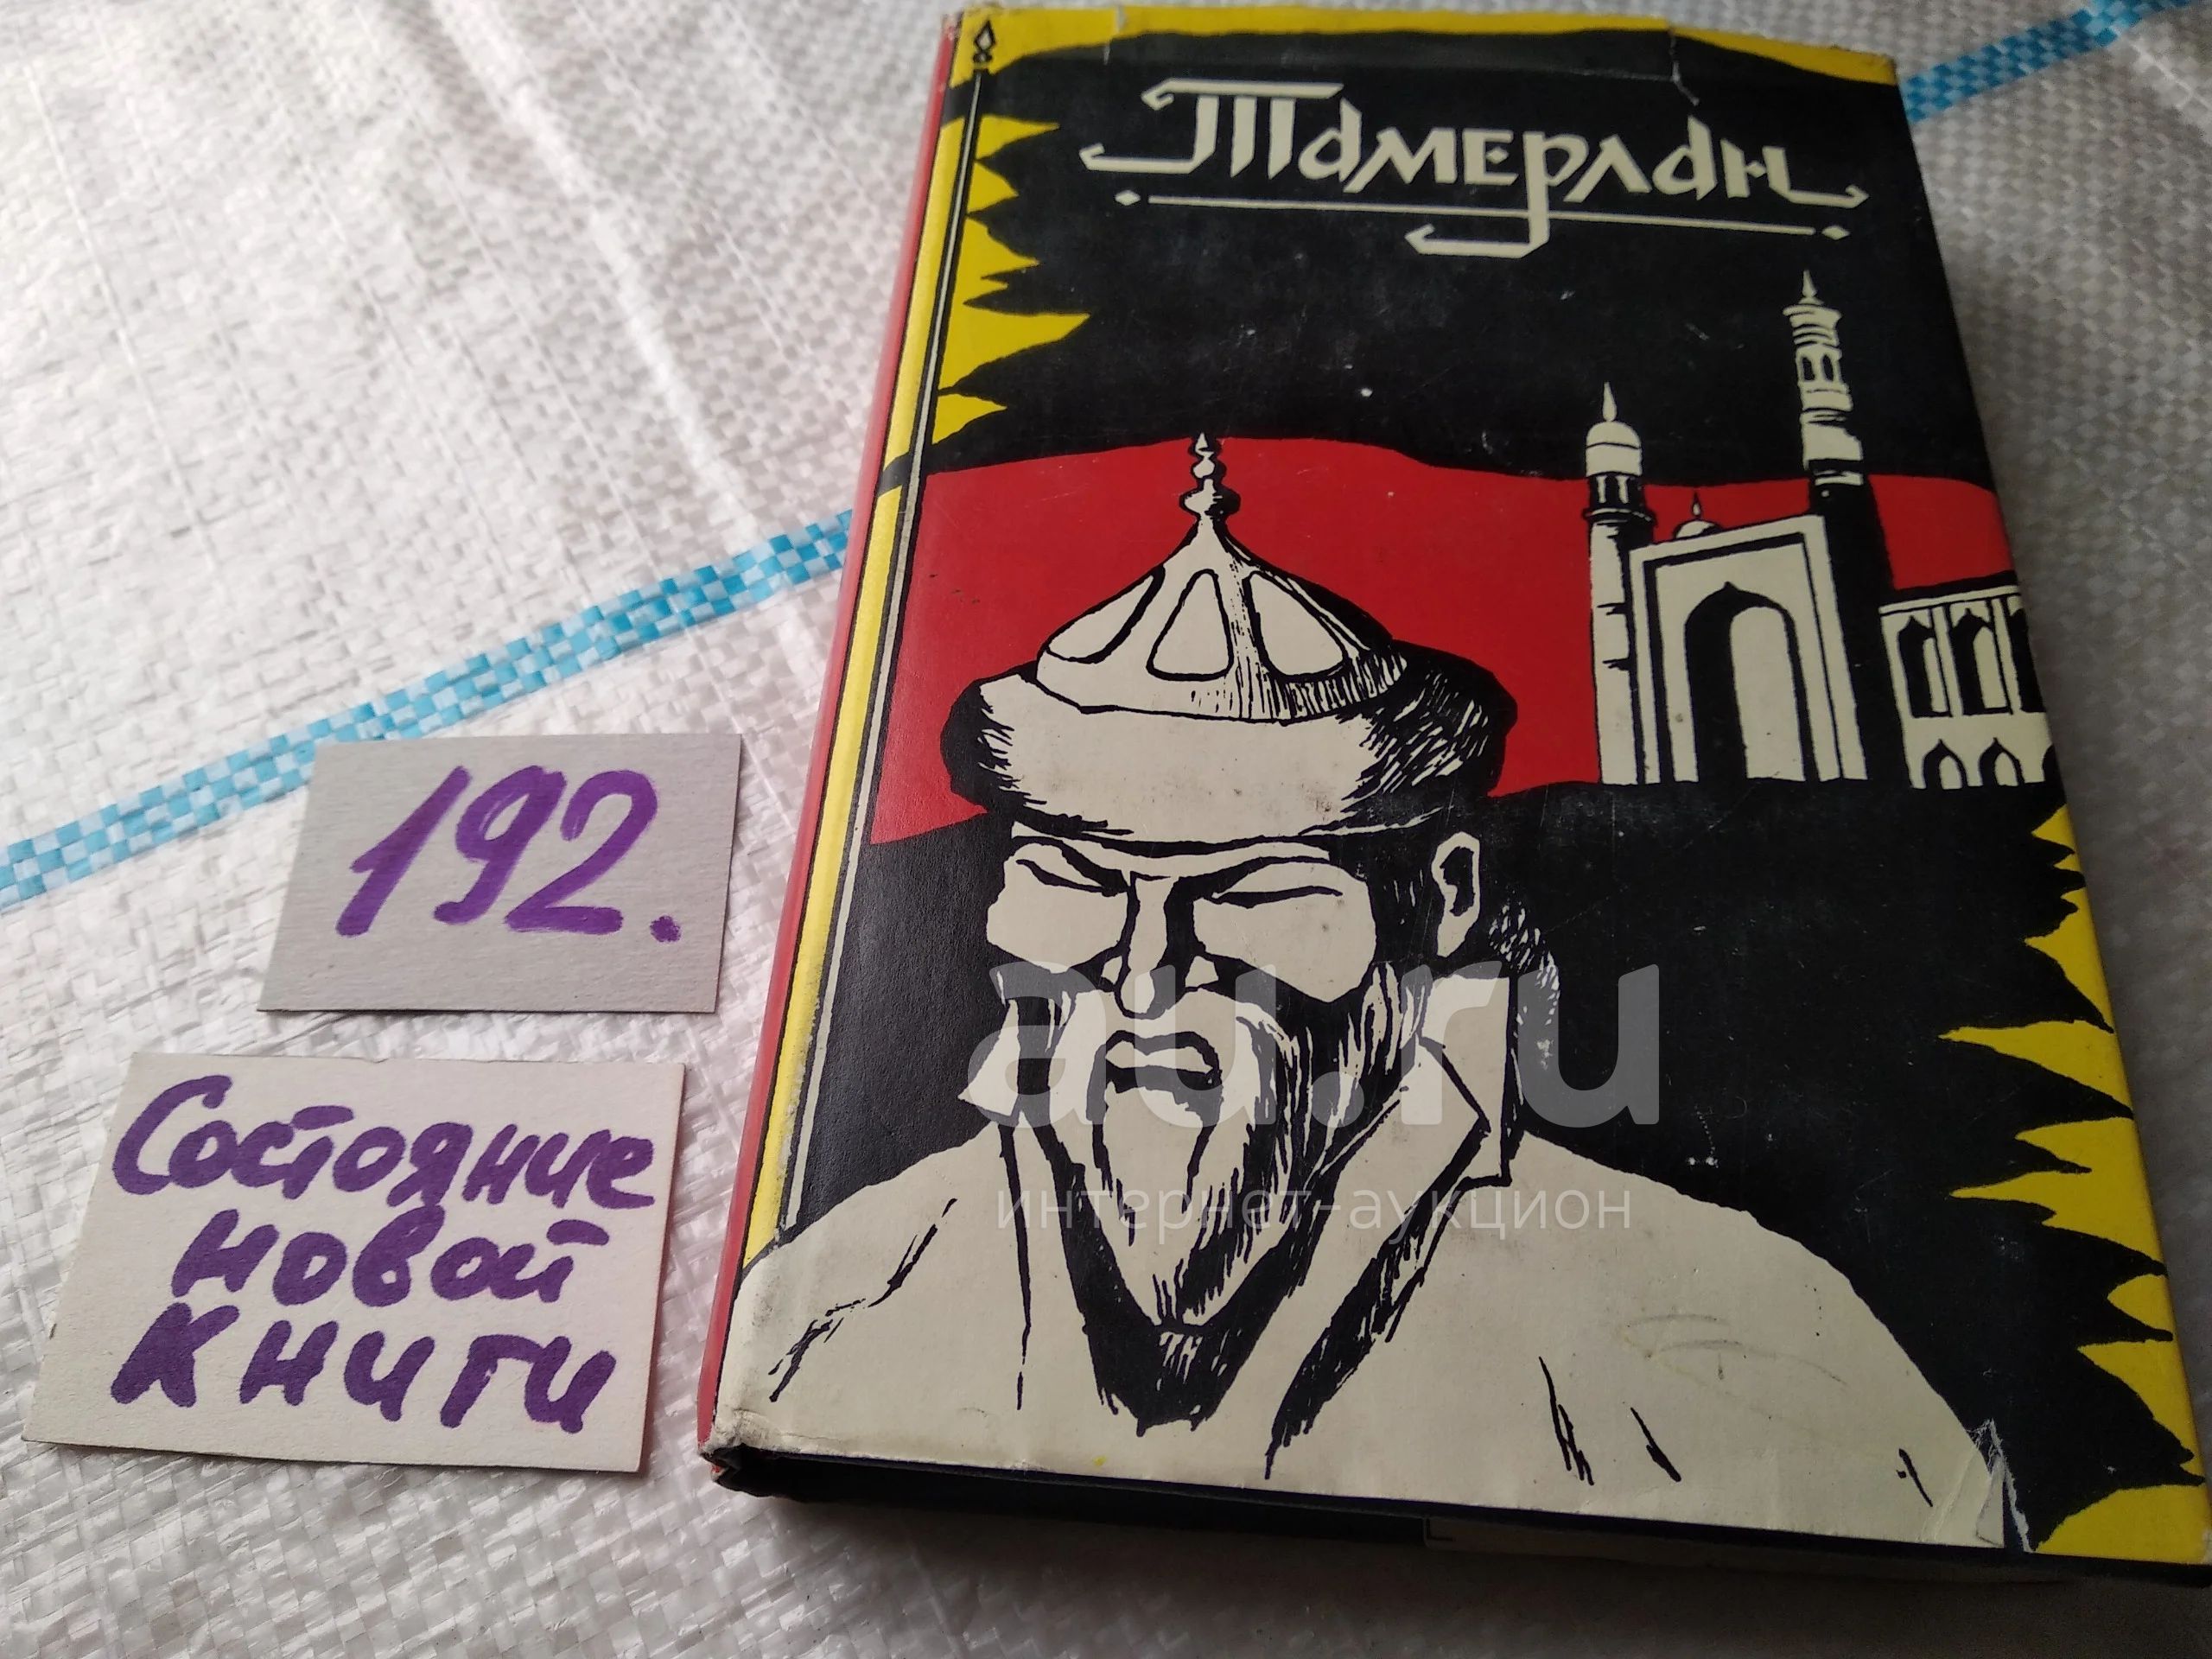 Тамерлан
192.
Состояние
новой
книги
au.ru
интернет-аукцион